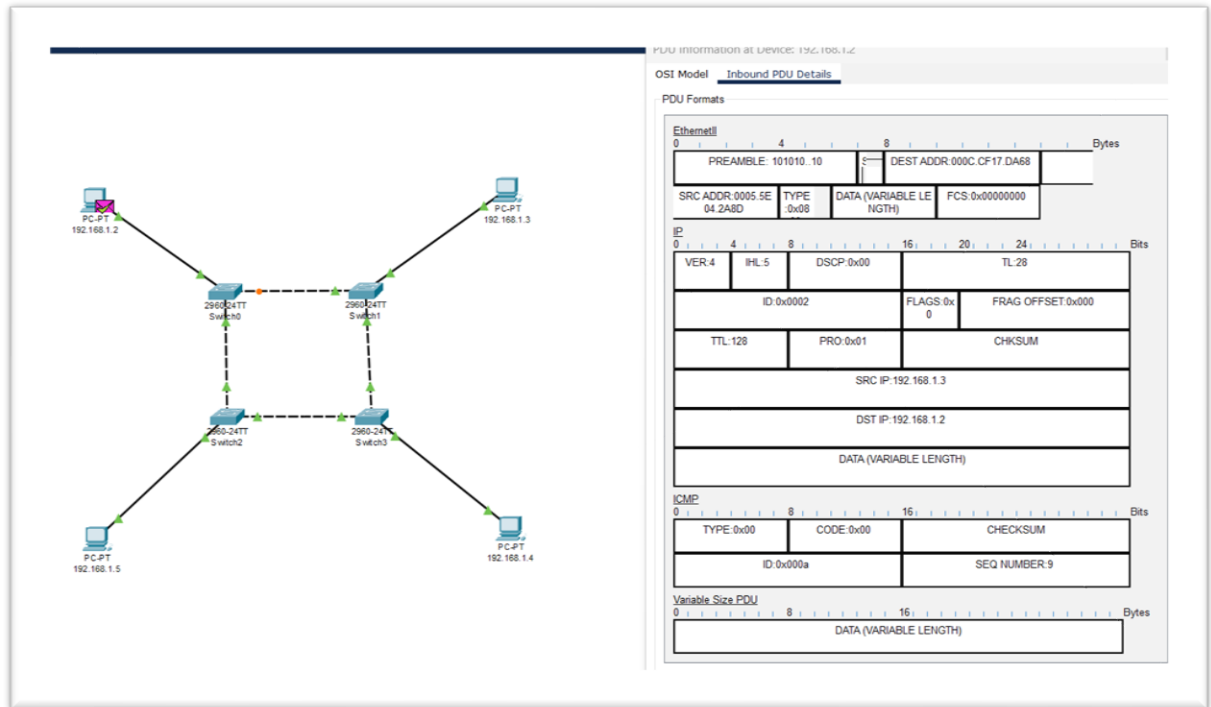 PDU Information at Device: 192.168.1.2
OSI Model Inbound PDU Details
PDU Formats
EthernetII
0 4 8 Bytes
PREAMBLE: 101010..10
DEST ADDR:000C.CF17.DA68
SRC ADDR:0005.5E
04.2A8D
TYPE
:0x08
DATA (VARIABLE LE
NGTH)
FCS:0x00000000
IP
0 4 8 16 20 24 Bits
VER:4 IHL:5 DSCP:0x00 TL:28
ID:0x0002
FLAGS:0x
0
FRAG OFFSET:0x000
TTL:128 PRO:0x01 CHKSUM
SRC IP:192.168.1.3
DST IP:192.168.1.2
DATA (VARIABLE LENGTH)
ICMP
0 8 16 Bits
TYPE:0x00 CODE:0x00 CHECKSUM
ID:0x000a SEQ NUMBER:9
Variable Size PDU
0 8 16 Bytes
DATA (VARIABLE LENGTH)
PC-PT
192.168.1.2
PC-PT
192.168.1.3
2960-24TT
Switch0
2960-24TT
Switch1
2960-24TT
Switch2
2960-24TT
Switch3
PC-PT
192.168.1.5
PC-PT
192.168.1.4